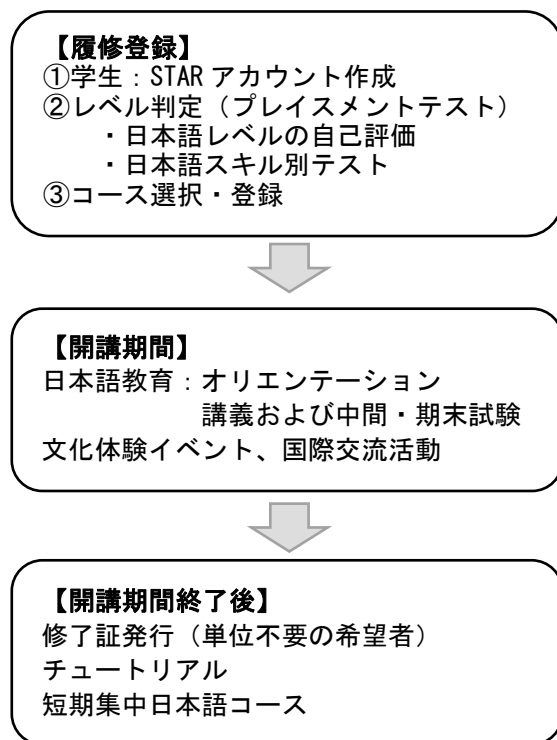 【履修登録】
①学生：STAR アカウント作成
②レベル判定（プレイスメントテスト）
・日本語レベルの自己評価
・日本語スキル別テスト
③コース選択・登録
【開講期間】
日本語教育：オリエンテーション
講義および中間・期末試験
文化体験イベント、国際交流活動
【開講期間終了後】
修了証発行（単位不要の希望者）
チュートリアル
短期集中日本語コース